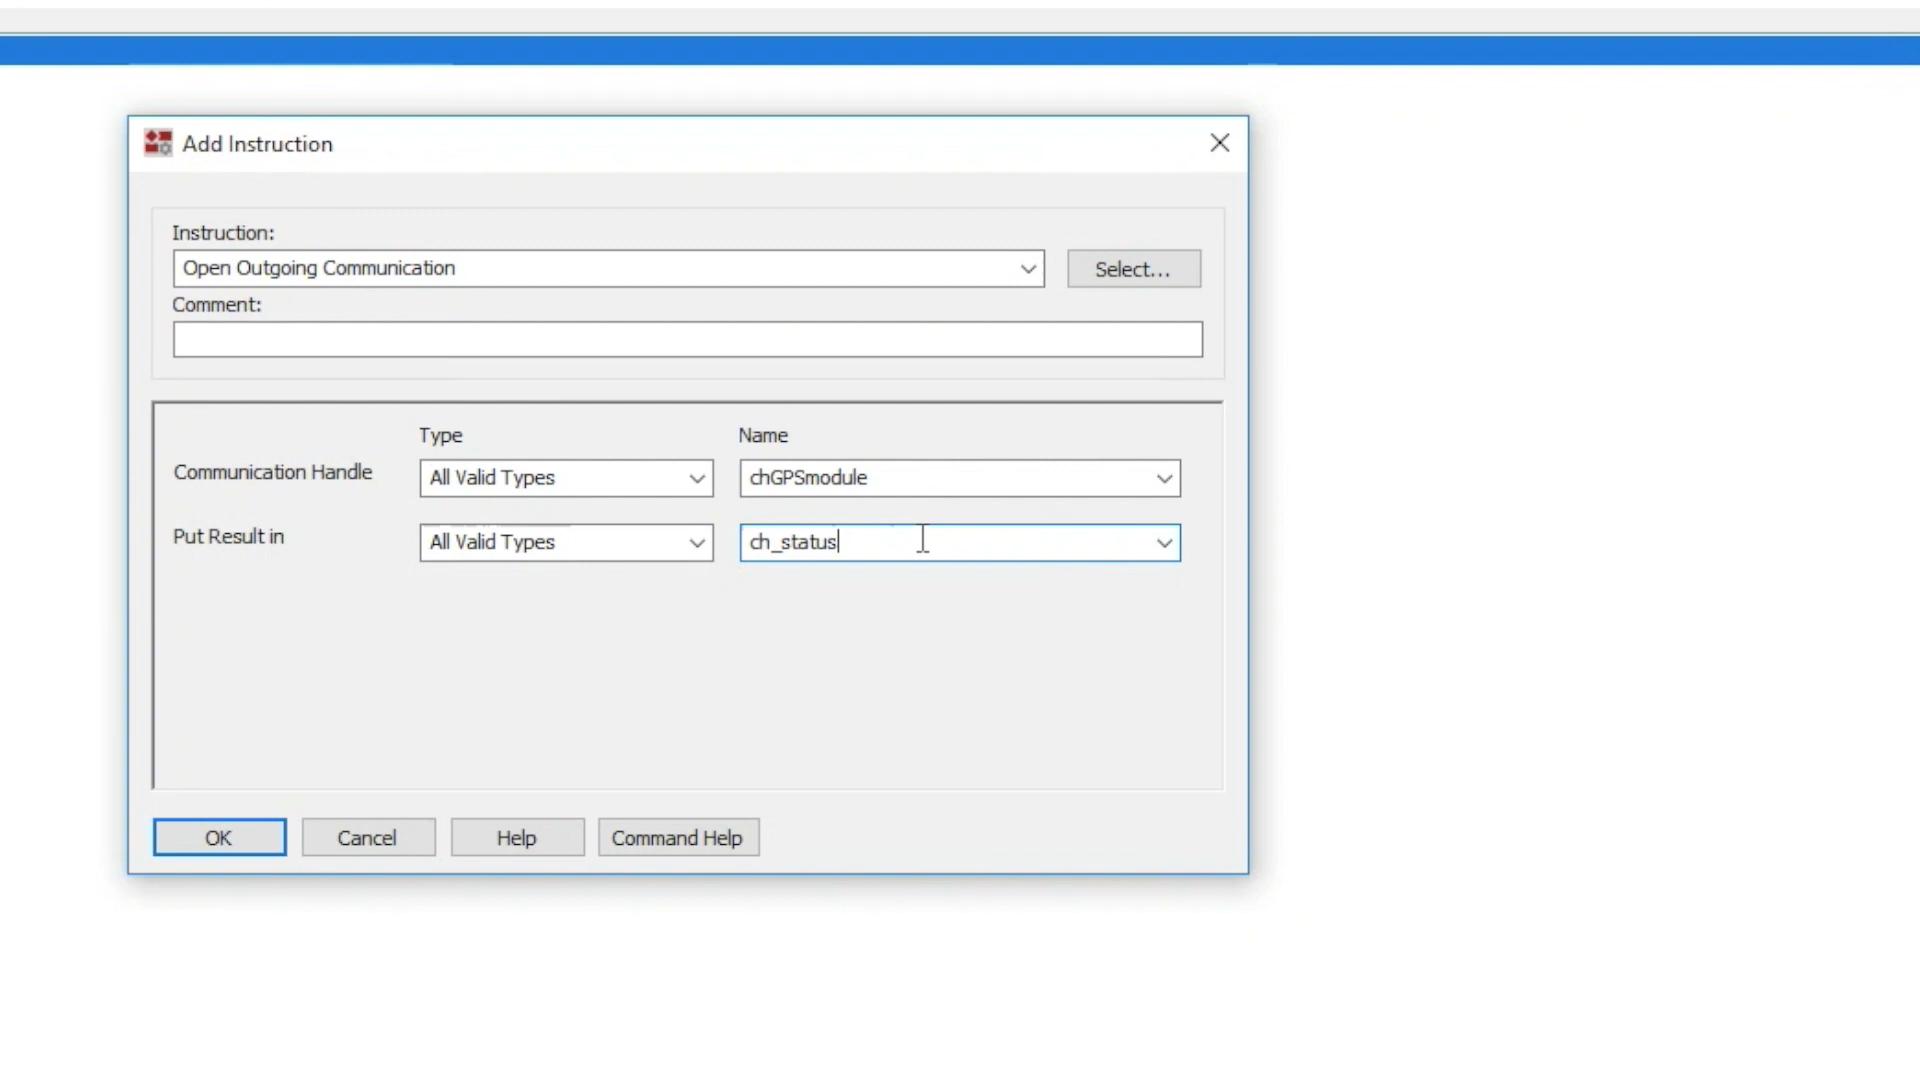 Add Instruction
Instruction:
Open Outgoing Communication
Select...
Comment:
Type Name
Communication Handle All Valid Types chGPSmodule
Put Result in All Valid Types ch_status
OK Cancel Help Command Help